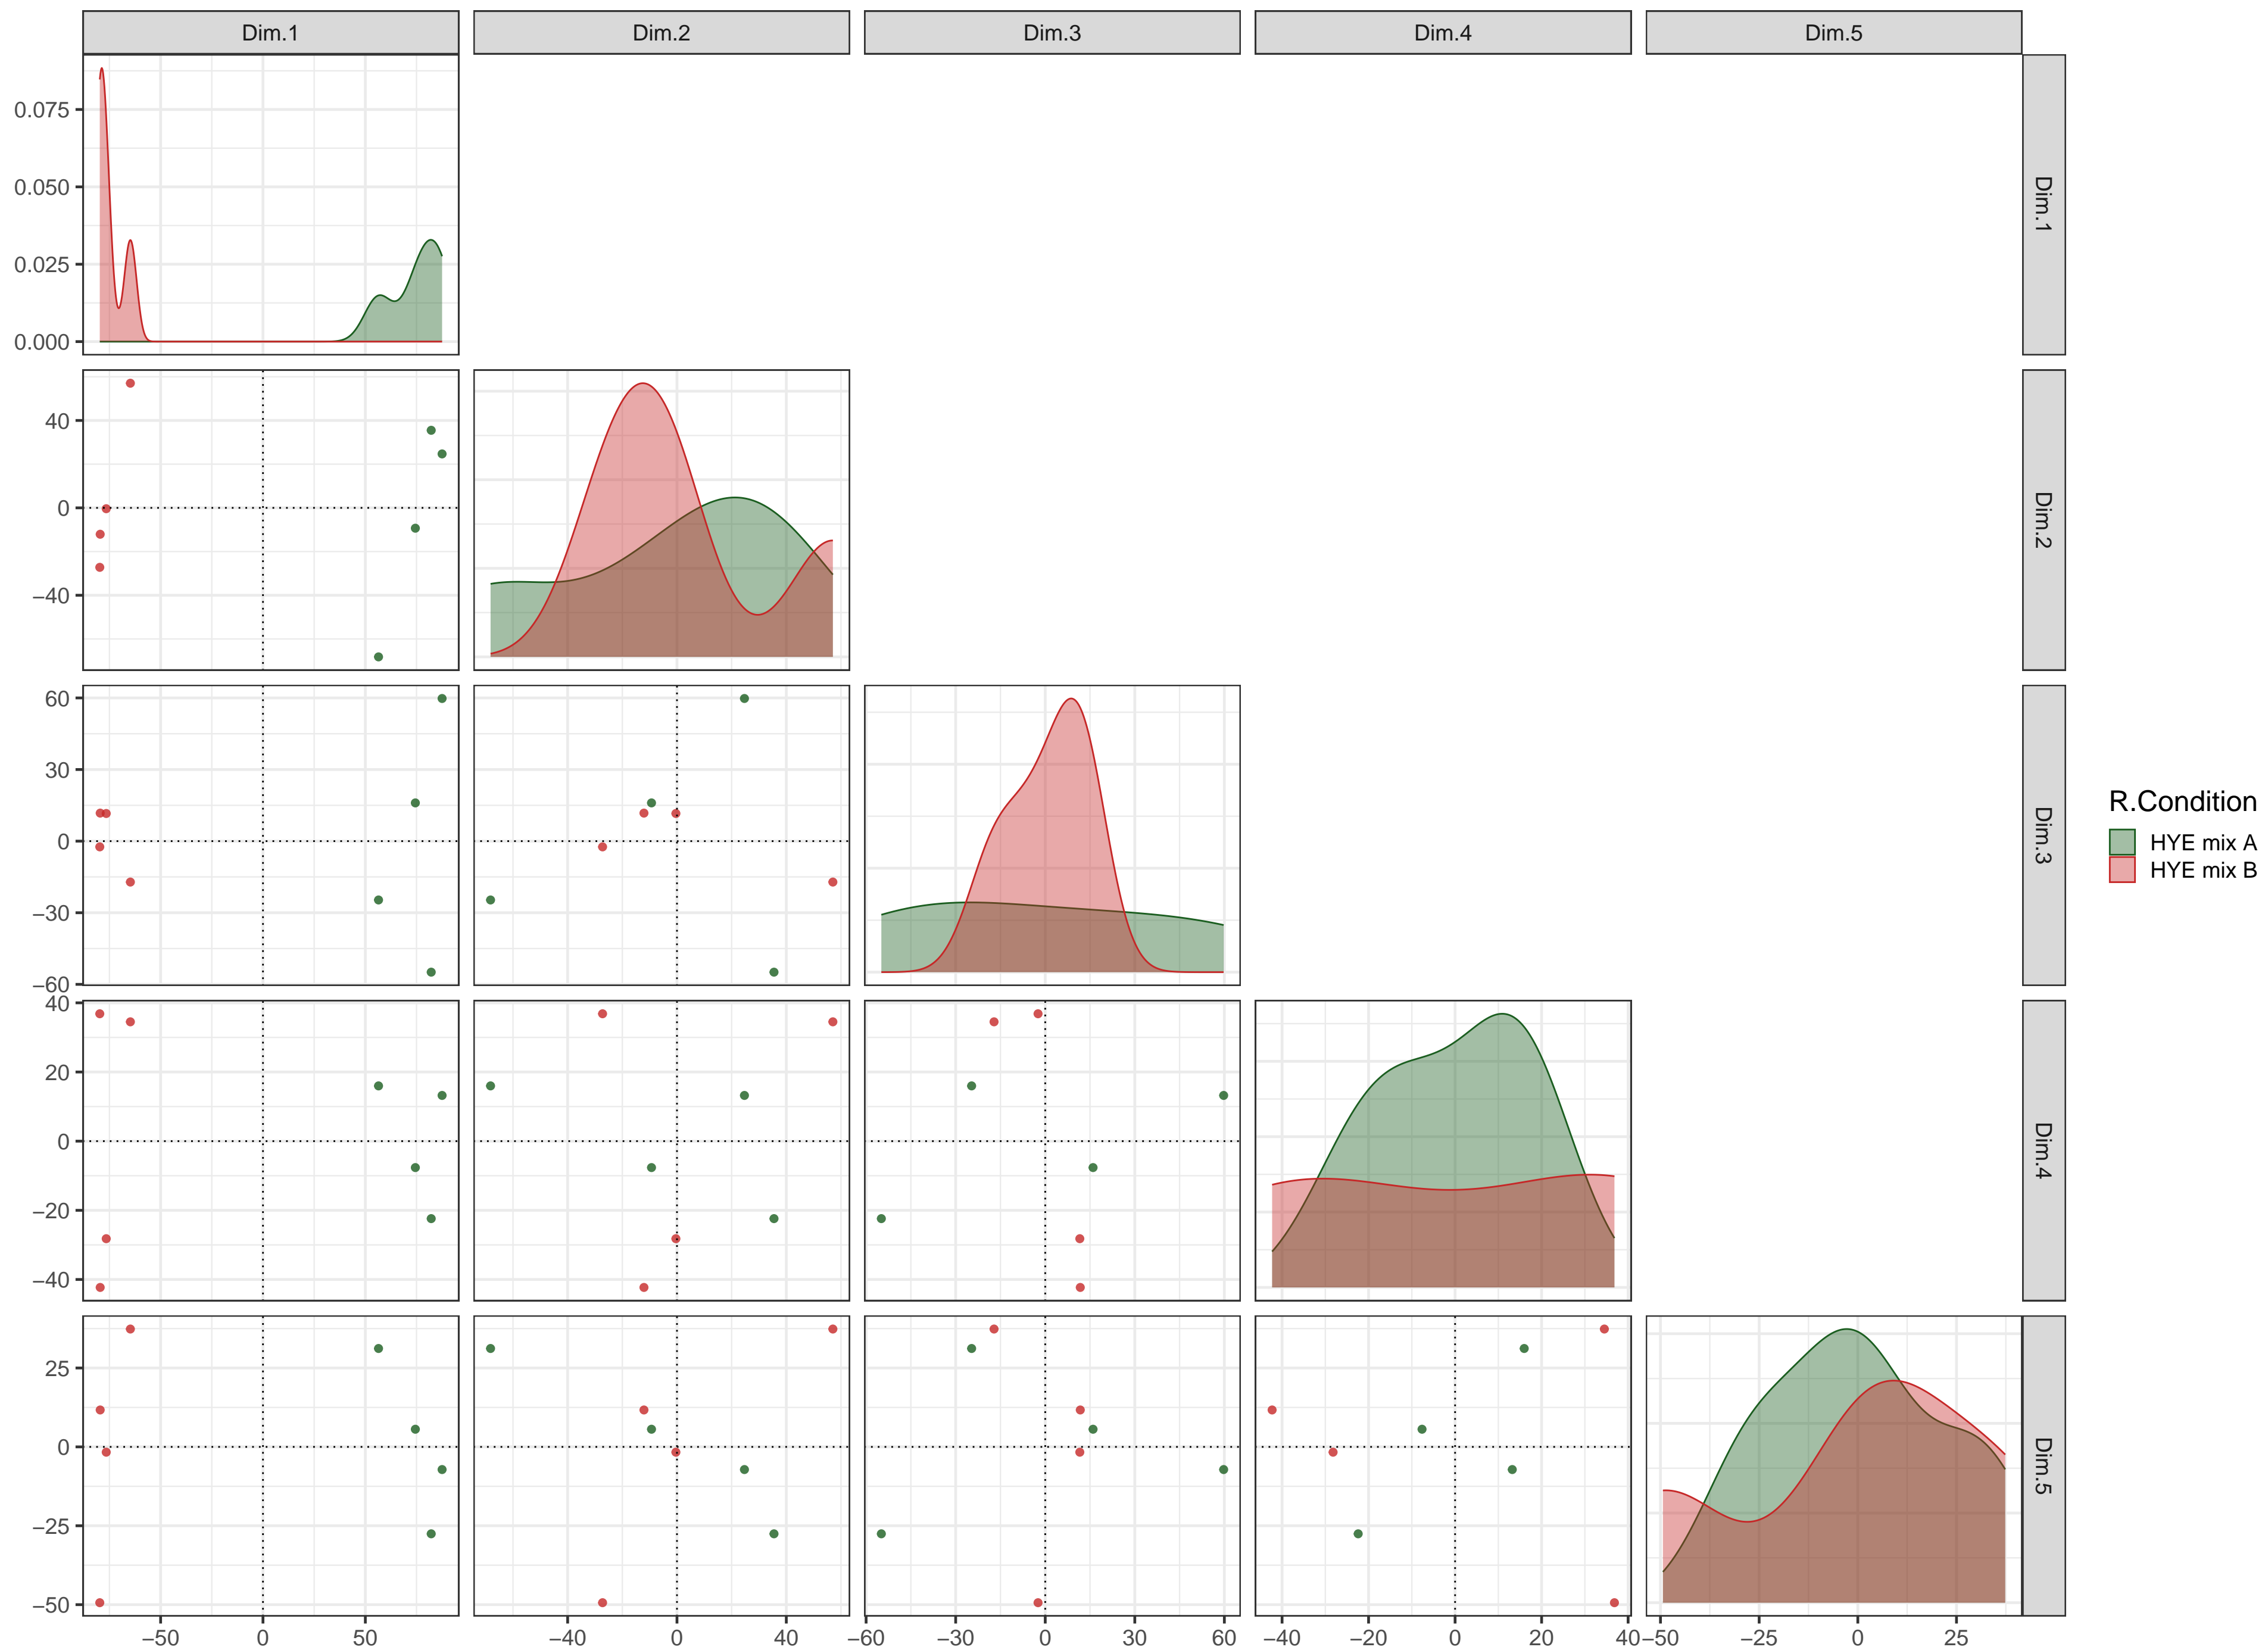 Dim.1 Dim.2 Dim.3 Dim.4 Dim.5
0.075
0.050
0.025
0.000
Dim.1
40
0
−40
Dim.2
60
30
0
−30
−60
Dim.3
R.Condition
HYE mix A
HYE mix B
40
20
0
−20
−40
Dim.4
25
0
−25
−50
Dim.5
−50 0 50 −40 0 40 −60 −30 0 30 60 −40 −20 0 20 40 −50 −25 0 25